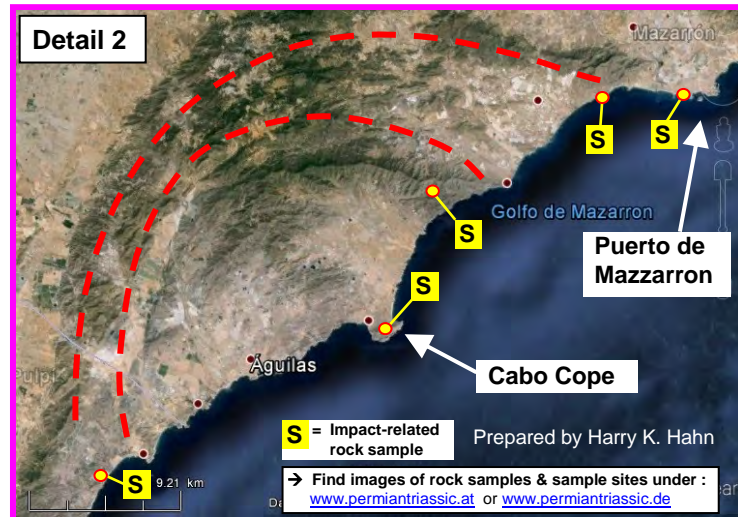 Detail 2
Mazarrón
S
S
S
Golfo de Mazarron
Puerto de
Mazzarron
S
Cabo Cope
Águilas
Pulpi
S = Impact-related
rock sample
Prepared by Harry K. Hahn
S
9.21 km
→ Find images of rock samples & sample sites under :
www.permiantriassic.at or www.permiantriassic.de
Da